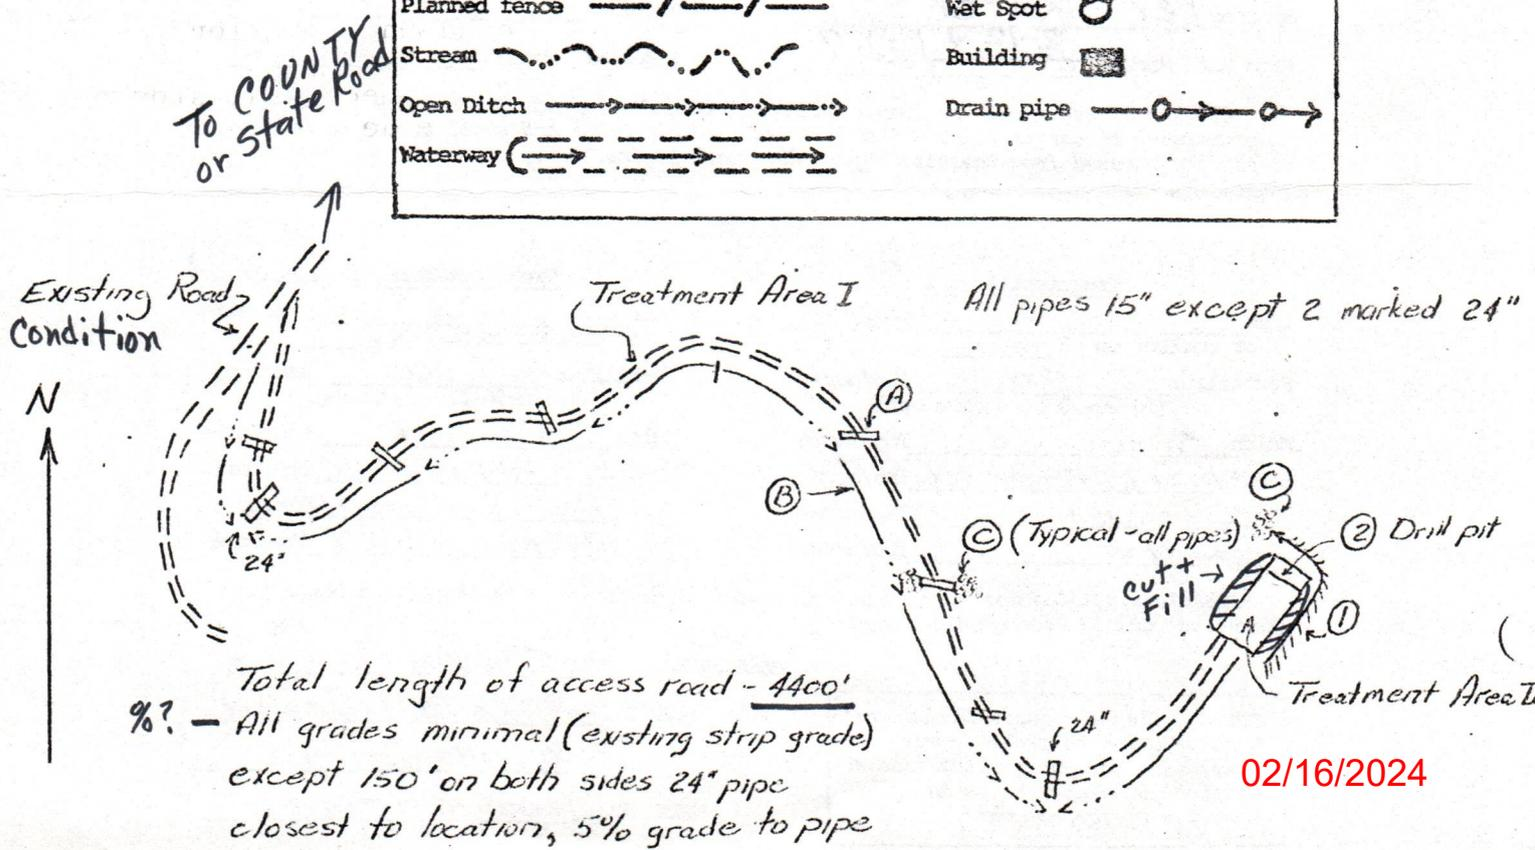 Planned fence
Wet Spot
Stream
Building
Open Ditch
Drain pipe
Waterway
To COUNTY
or State Road
Existing Road
Condition
Treatment Area I
All pipes 15" except 2 marked 24"
N
A
B
C (Typical - all pipes)
C
2 Drill pit
Cut +
Fill
1
A
24"
Treatment Area II
24"
Total length of access road - 4400'
%? - All grades minimal (existing strip grade)
except 150' on both sides 24" pipe
closest to location, 5% grade to pipe
02/16/2024